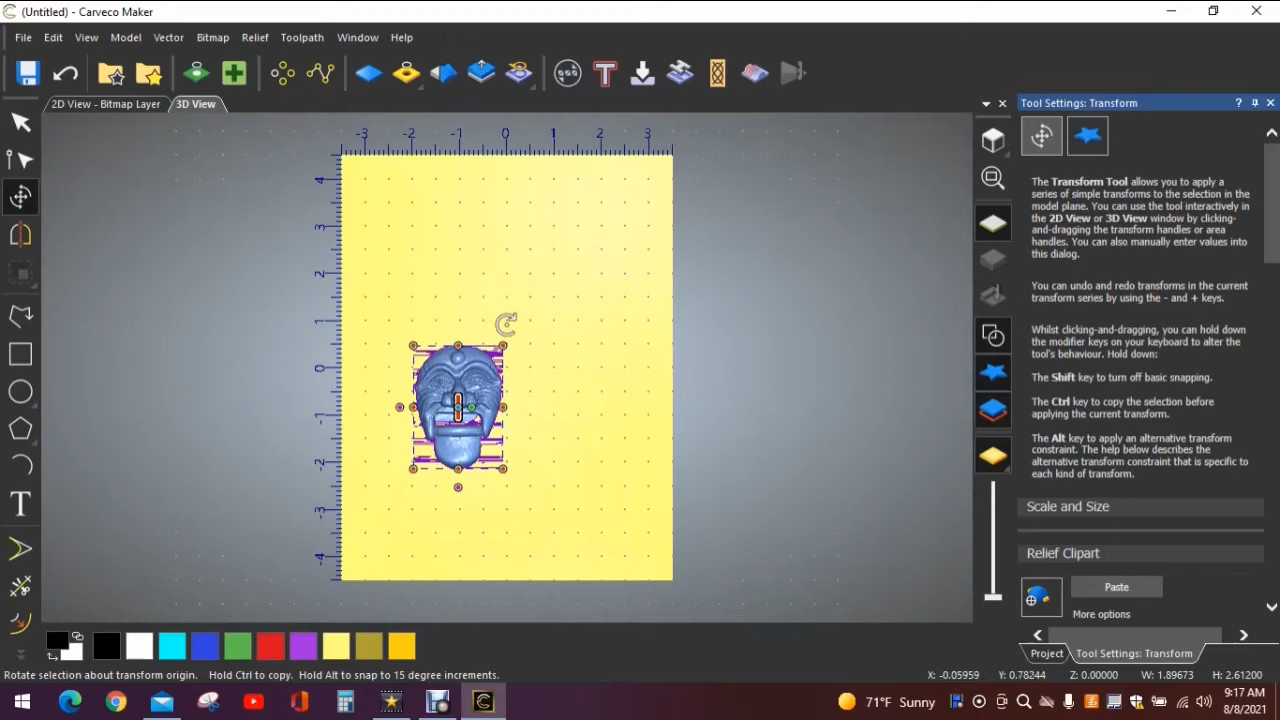 (Untitled) - Carveco Maker
File Edit View Model Vector Bitmap Relief Toolpath Window Help
2D View - Bitmap Layer 3D View
Tool Settings: Transform
-3 -2 -1 0 1 2 3
4
3
2
1
0
-1
-2
-3
-4
The Transform Tool allows you to apply a
series of simple transforms to the selection in the
model plane. You can use the tool interactively in
the 2D View or 3D View window by clicking-
and-dragging the transform handles or area
handles. You can also manually enter values into
this dialog.
You can undo and redo transforms in the current
transform series by using the - and + keys.
Whilst clicking-and-dragging, you can hold down
the modifier keys on your keyboard to alter the
tool's behaviour. Hold down:
The Shift key to turn off basic snapping.
The Ctrl key to copy the selection before
applying the current transform.
The Alt key to apply an alternative transform
constraint. The help below describes the
alternative transform constraint that is specific to
each kind of transform.
Scale and Size
Relief Clipart
Paste
More options
Project Tool Settings: Transform
Rotate selection about transform origin. Hold Ctrl to copy. Hold Alt to snap to 15 degree increments.
X: -0.05959 Y: 0.78244 Z: 0.00000 W: 1.89673 H: 2.61200
71°F Sunny
9:17 AM
8/8/2021